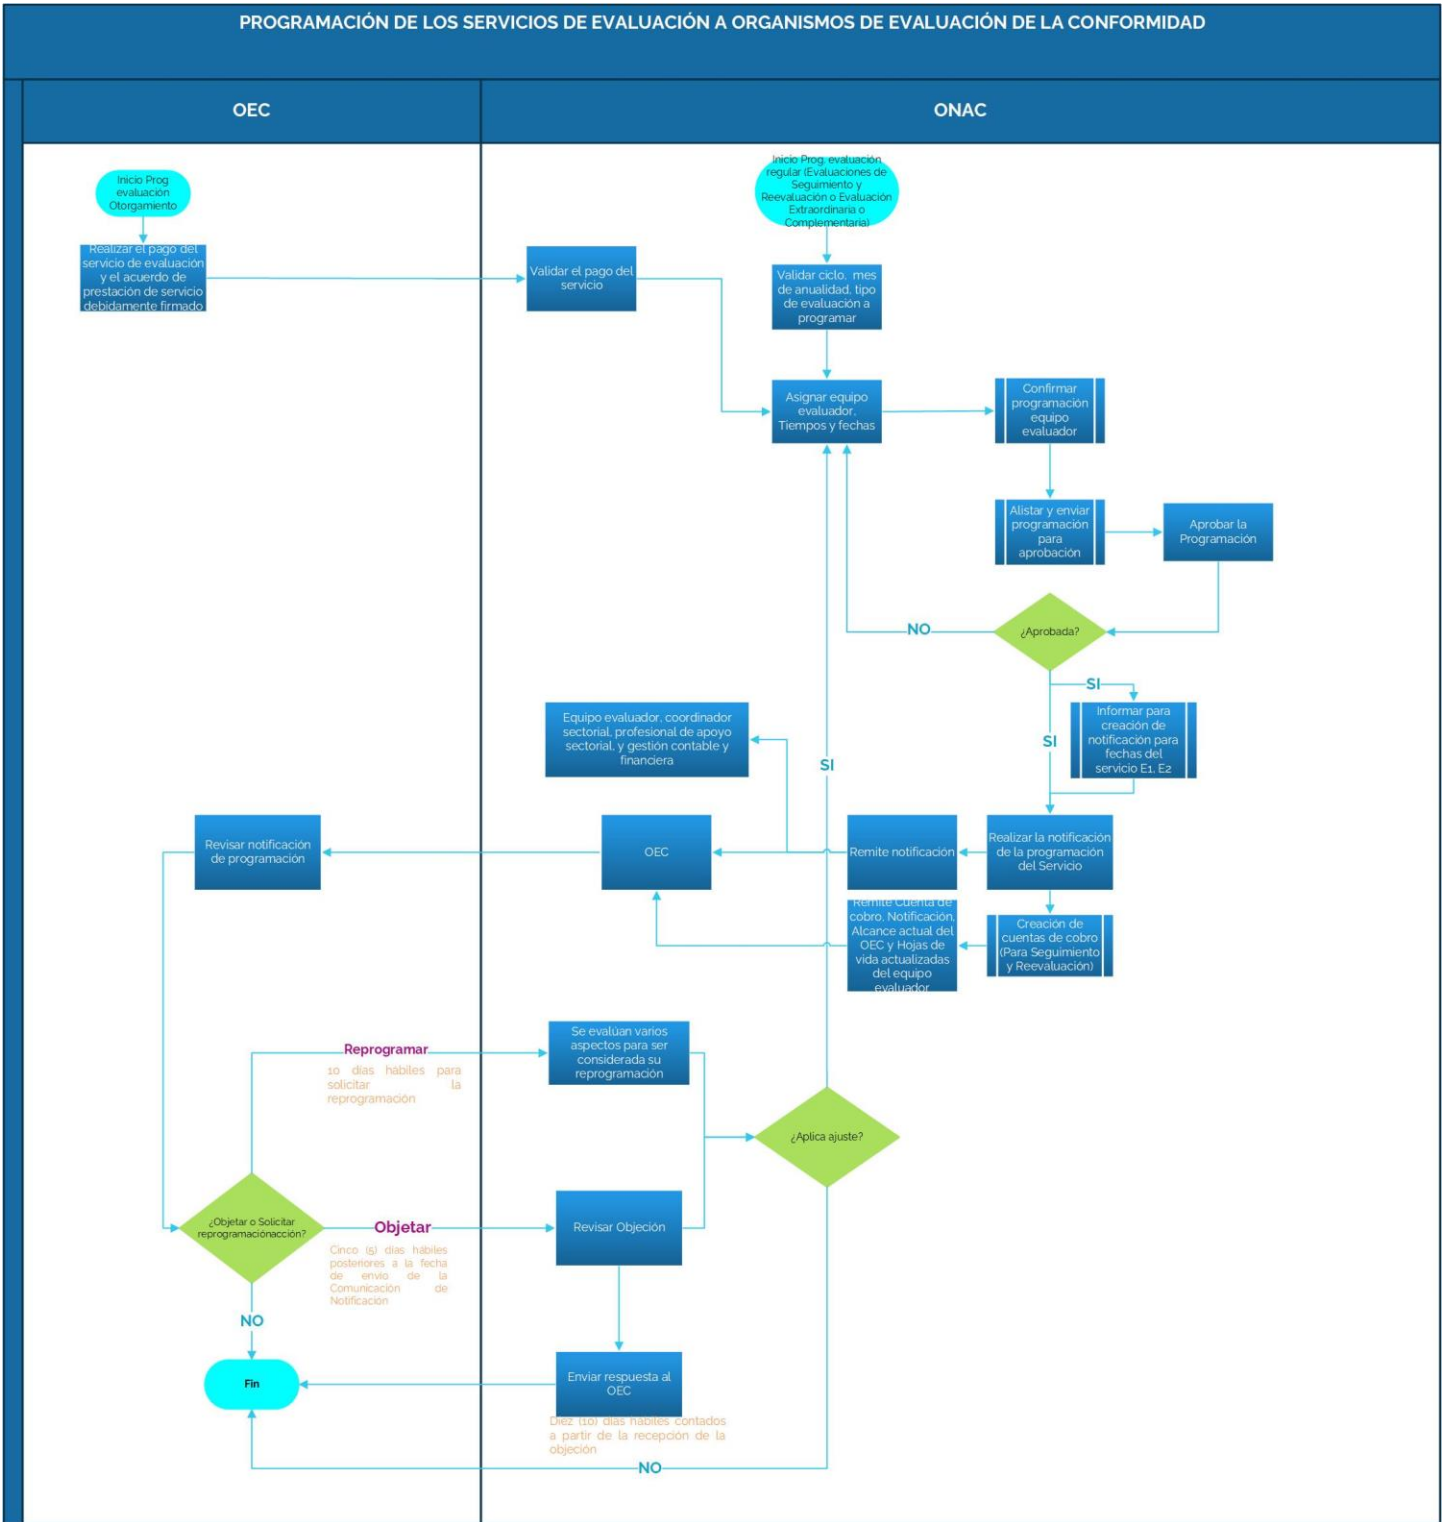 PROGRAMACIÓN DE LOS SERVICIOS DE EVALUACIÓN A ORGANISMOS DE EVALUACIÓN DE LA CONFORMIDAD
OEC
ONAC
Inicio Prog
evaluación
Otorgamiento
Realizar el pago del
servicio de evaluación
y el acuerdo de
prestación de servicio
debidamente firmado
Validar el pago del
servicio
Inicio Prog. evaluación
regular (Evaluaciones de
Seguimiento y
Reevaluación o Evaluación
Extraordinaria o
Complementaria)
Validar ciclo, mes
de anualidad, tipo
de evaluación a
programar
Asignar equipo
evaluador,
Tiempos y fechas
Confirmar
programación
equipo
evaluador
Alistar y enviar
programación
para
aprobación
Aprobar la
Programación
¿Aprobada?
NO
SI
SI
Informar para
creación de
notificación para
fechas del
servicio E1, E2
Equipo evaluador, coordinador
sectorial, profesional de apoyo
sectorial, y gestión contable y
financiera
SI
Revisar notificación
de programación
OEC
Remite notificación
Realizar la notificación
de la programación
del Servicio
Remite Cuenta de
cobro, Notificación,
Alcance actual del
OEC y Hojas de
vida actualizadas
del equipo
evaluador
Creación de
cuentas de cobro
(Para Seguimiento
y Reevaluación)
Reprogramar
10 días hábiles para
solicitar la
reprogramación
Se evalúan varios
aspectos para ser
considerada su
reprogramación
¿Aplica ajuste?
¿Objetar o Solicitar
reprogramaciónacción?
Objetar
Cinco (5) días hábiles
posteriores a la fecha
de envío de la
Comunicación de
Notificación
Revisar Objeción
NO
Fin
Enviar respuesta al
OEC
Diez (10) días hábiles contados
a partir de la recepción de la
objeción
NO